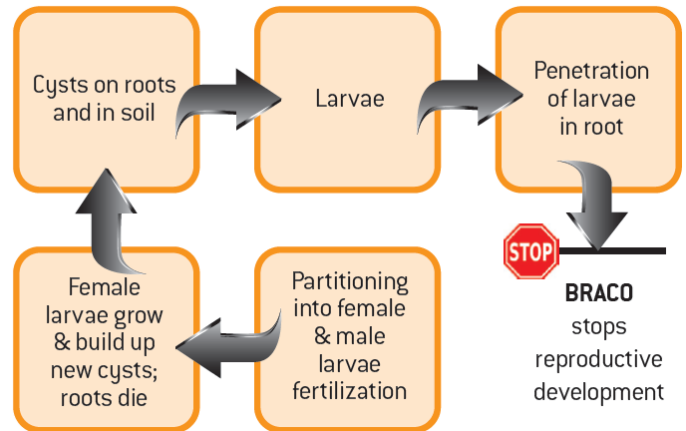 Cysts on roots
and in soil
Larvae
Penetration
of larvae
in root
STOP
BRACO
stops
reproductive
development
Partitioning
into female
& male
larvae
fertilization
Female
larvae grow
& build up
new cysts;
roots die